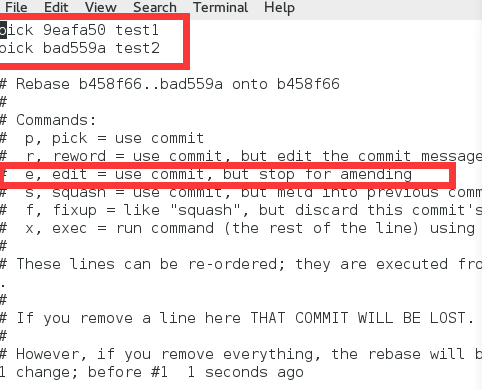 File Edit View Search Terminal Help
pick 9eafa50 test1
pick bad559a test2
# Rebase b458f66..bad559a onto b458f66
#
# Commands:
# p, pick = use commit
# r, reword = use commit, but edit the commit message
# e, edit = use commit, but stop for amending
# s, squash = use commit, but meld into previous comm
# f, fixup = like "squash", but discard this commit's
# x, exec = run command (the rest of the line) using
#
# These lines can be re-ordered; they are executed fro
.
#
# If you remove a line here THAT COMMIT WILL BE LOST.
#
# However, if you remove everything, the rebase will b
1 change; before #1 1 seconds ago